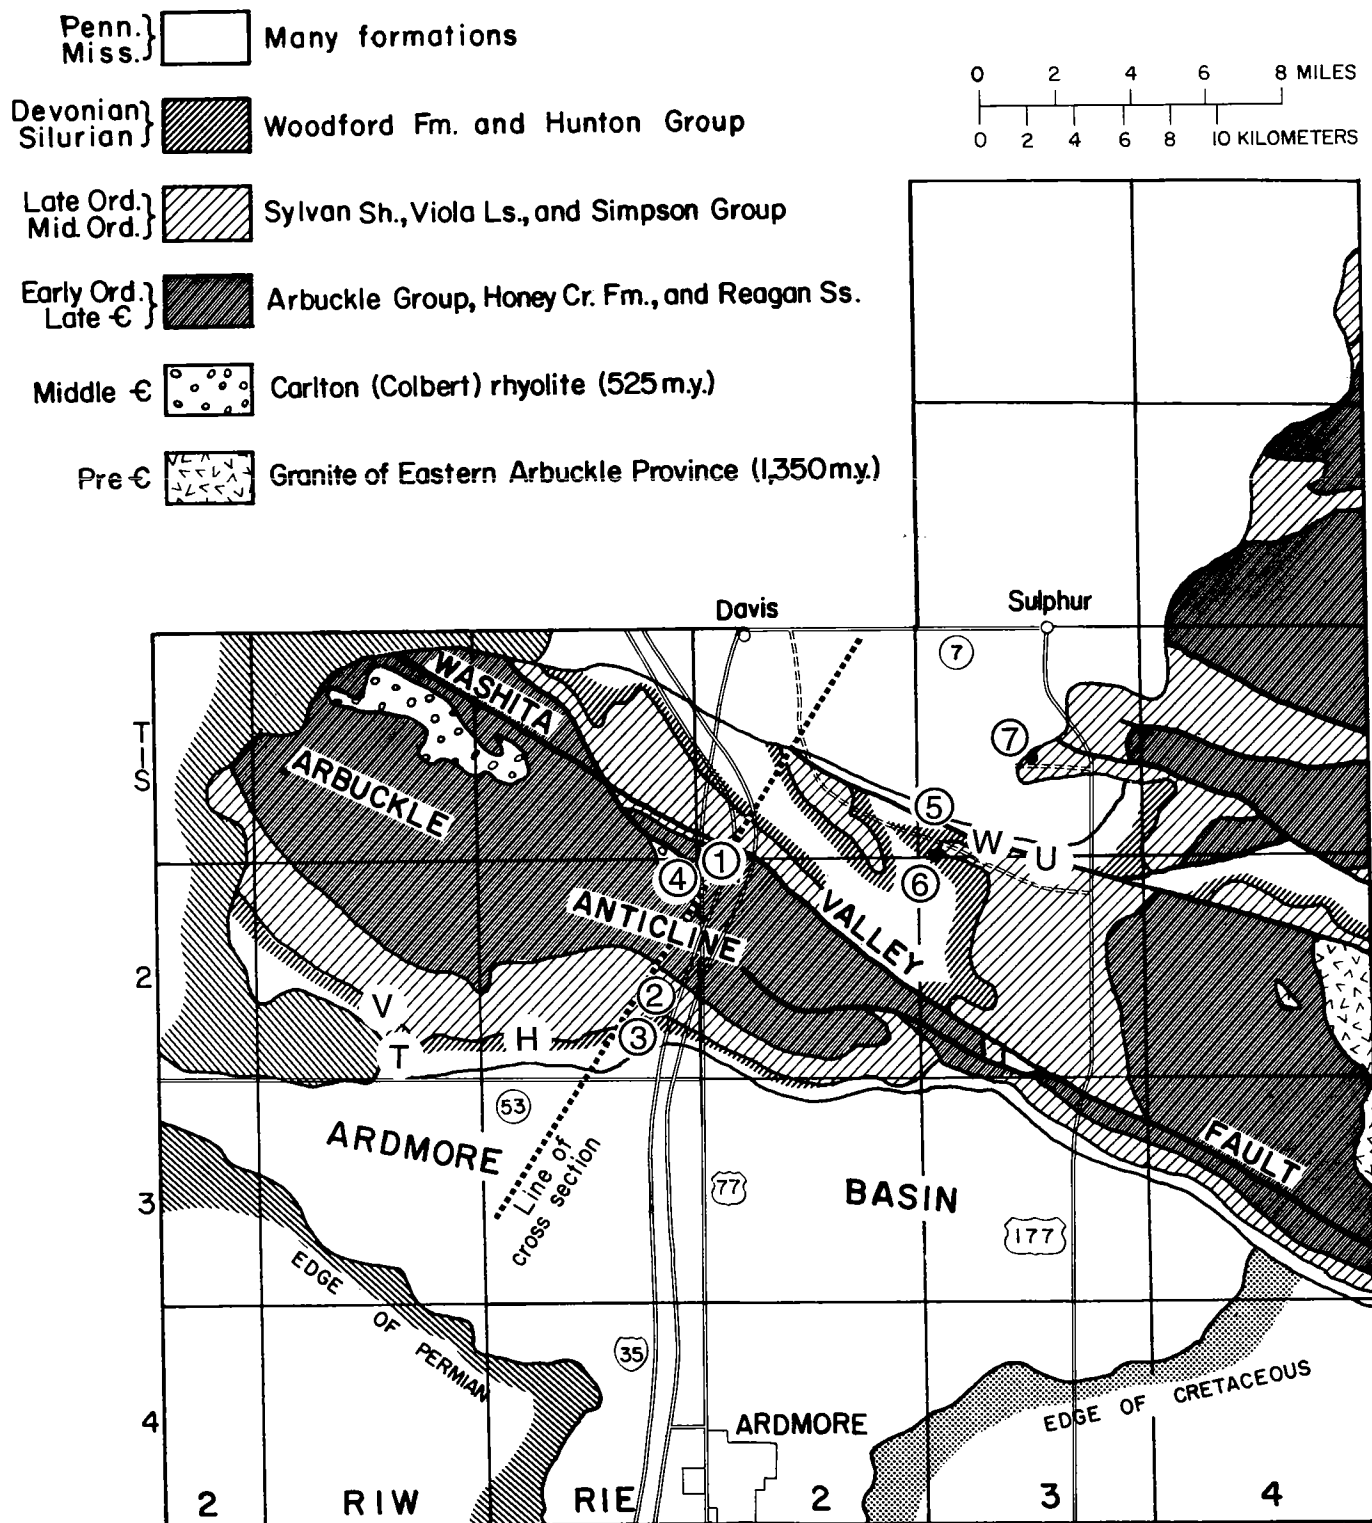 Penn.
Miss.
Many formations
Devonian
Silurian
Woodford Fm. and Hunton Group
Late Ord.
Mid. Ord.
Sylvan Sh., Viola Ls., and Simpson Group
Early Ord.
Late Є
Arbuckle Group, Honey Cr. Fm., and Reagan Ss.
Middle Є
Carlton (Colbert) rhyolite (525 m.y.)
Pre Є
Granite of Eastern Arbuckle Province (1,350 m.y.)
0 2 4 6 8 MILES
0 2 4 6 8 10 KILOMETERS
Davis
Sulphur
7
WASHITA
T
1
S
ARBUCKLE
7
5
W U
1
4
6
ANTICLINE
VALLEY
2
V
2
T
H
3
53
ARDMORE
Line of
cross section
FAULT
77
BASIN
3
177
EDGE
OF
PERMIAN
35
EDGE OF CRETACEOUS
4
ARDMORE
2 R1W R1E 2 3 4